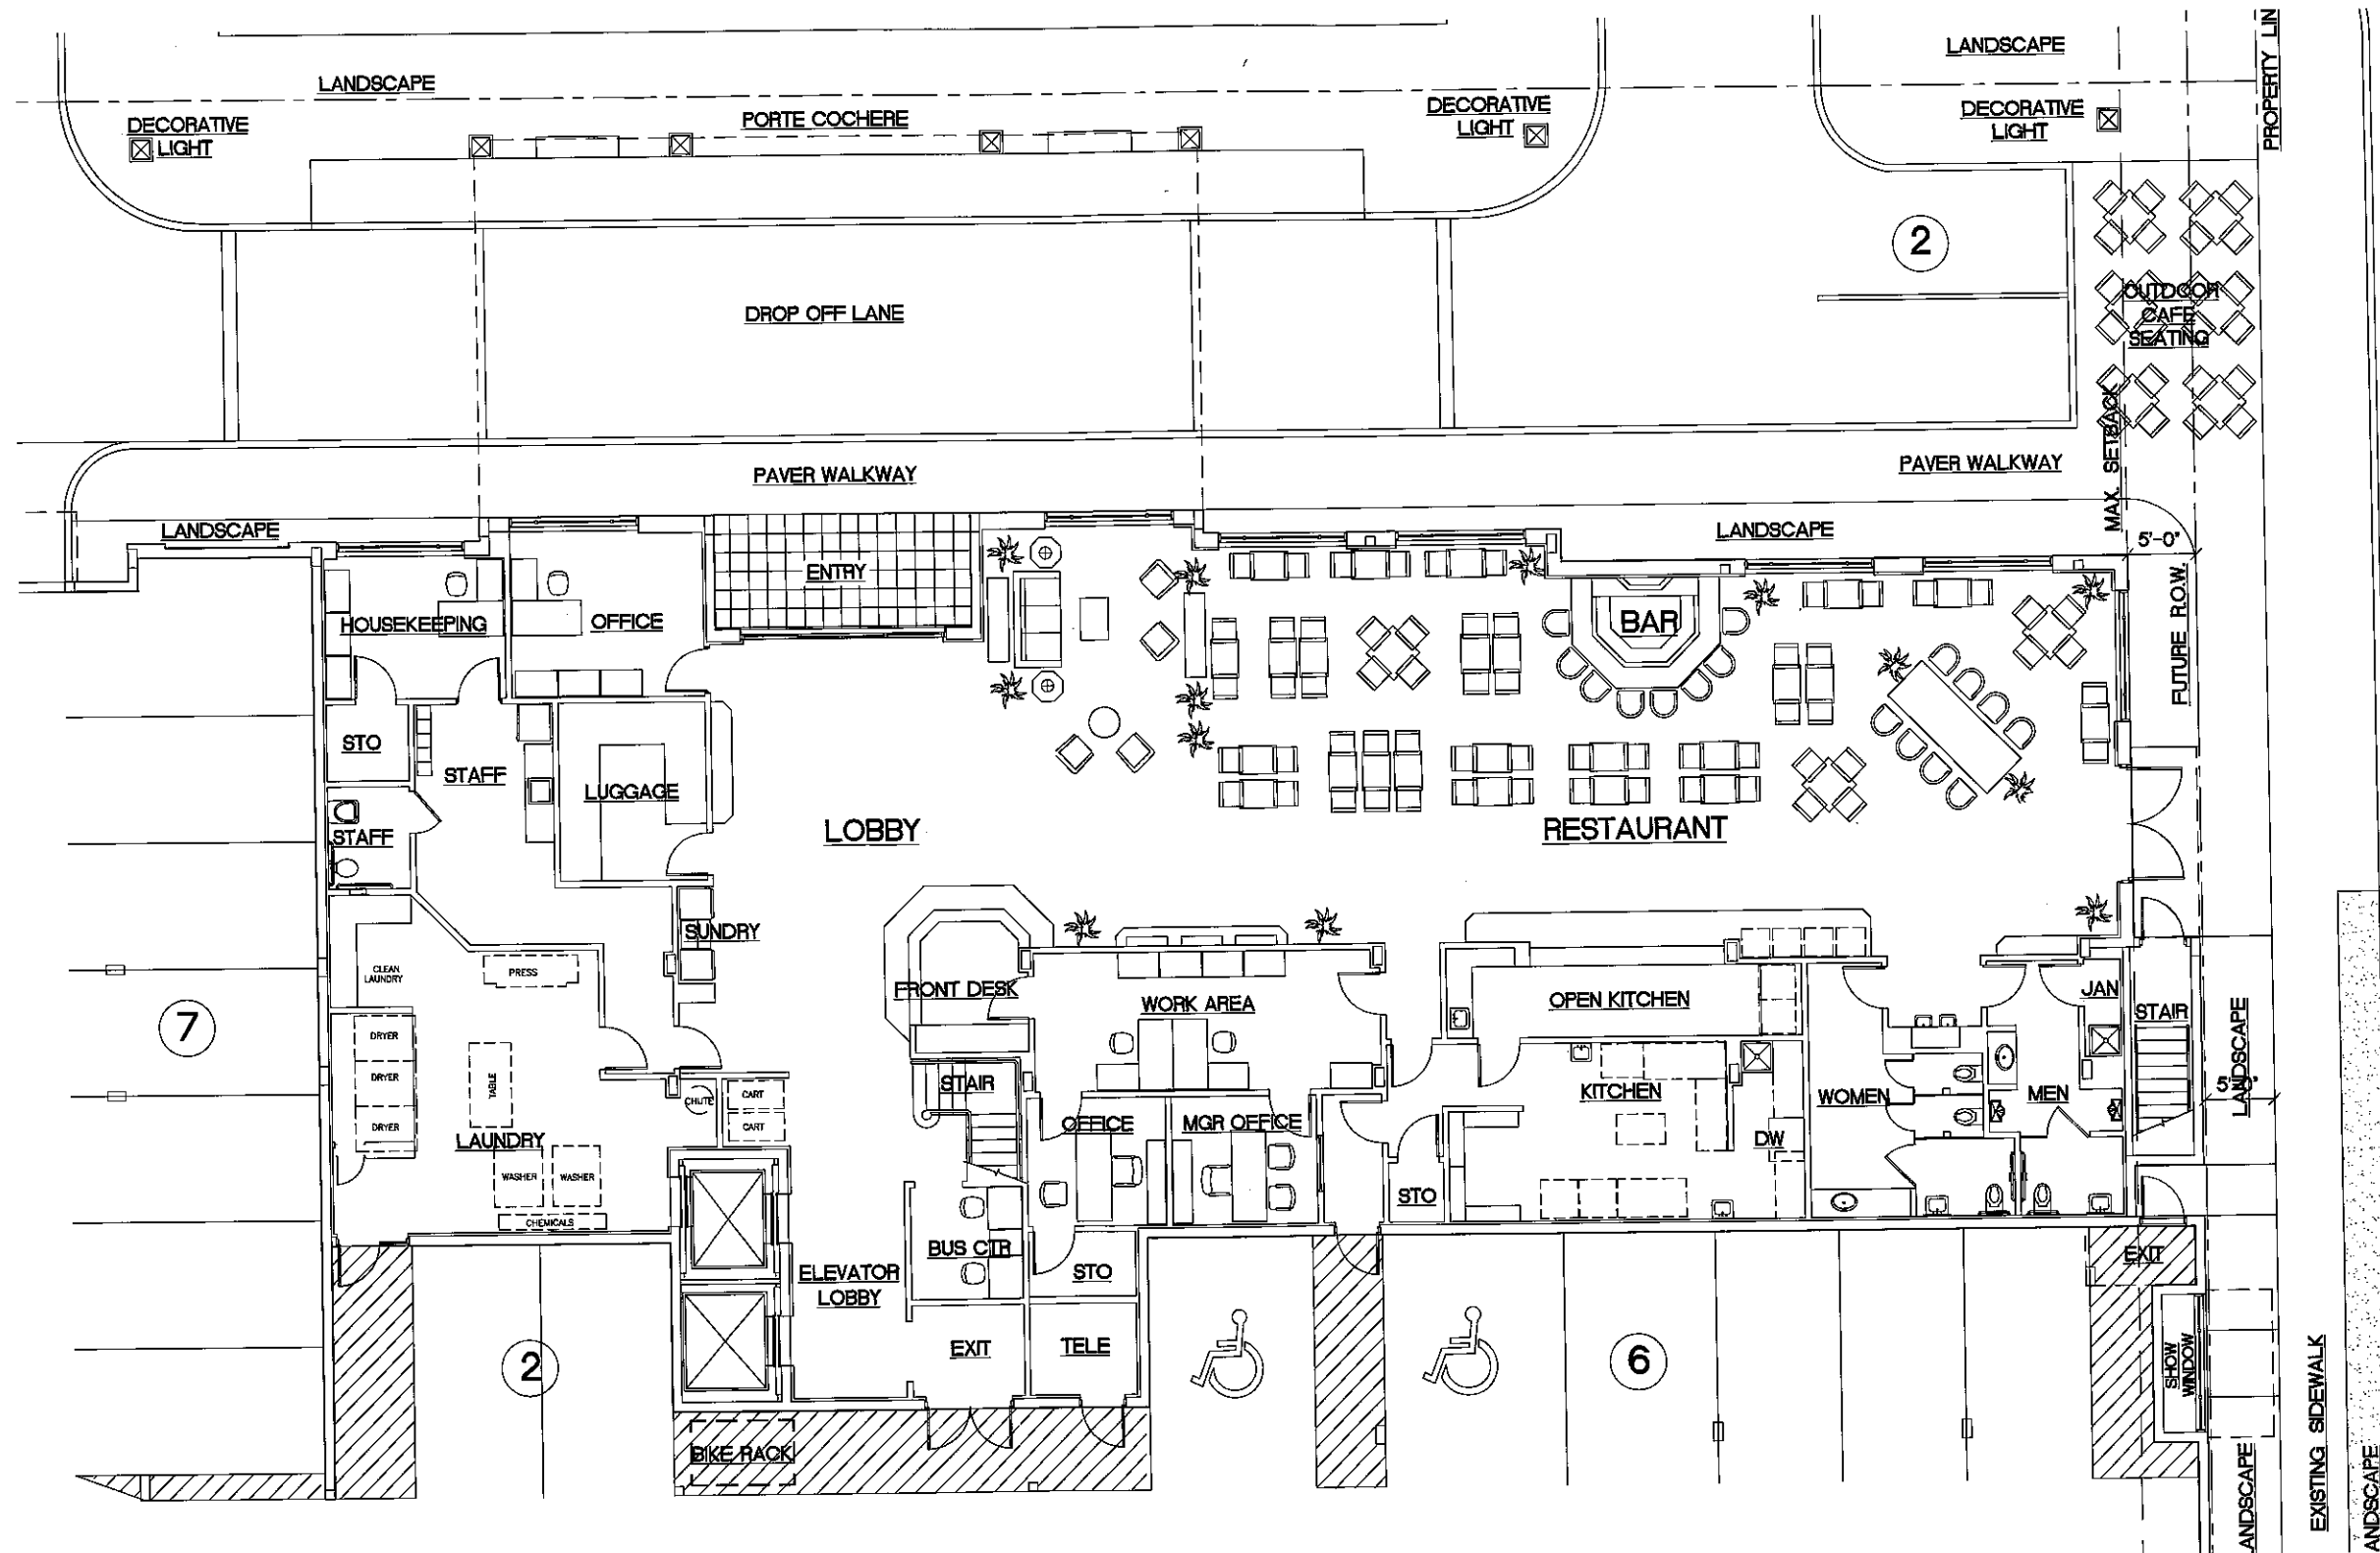 LANDSCAPE
LANDSCAPE
PROPERTY LIN
DECORATIVE
LIGHT
PORTE COCHERE
DECORATIVE
LIGHT
DECORATIVE
LIGHT
2
DROP OFF LANE
OUTDOOR
CAFE
SEATING
MAX. SETBACK
PAVER WALKWAY
PAVER WALKWAY
LANDSCAPE
LANDSCAPE
5'-0"
FUTURE R.O.W.
ENTRY
HOUSEKEEPING
OFFICE
BAR
STO
STAFF
LUGGAGE
STAFF
LOBBY
RESTAURANT
SUNDRY
CLEAN
LAUNDRY
PRESS
FRONT DESK
WORK AREA
OPEN KITCHEN
JAN
STAIR
LANDSCAPE
7
DRYER
DRYER
DRYER
TABLE
CHUTE
CART
CART
STAIR
KITCHEN
WOMEN
MEN
5'-0"
LAUNDRY
OFFICE
MGR OFFICE
DW
WASHER
WASHER
CHEMICALS
STO
BUS CTR
ELEVATOR
LOBBY
STO
EXIT
EXIT
TELE
2
6
SHOW
WINDOW
BIKE RACK
EXISTING SIDEWALK
ANDSCAPE
ANDSCAPE